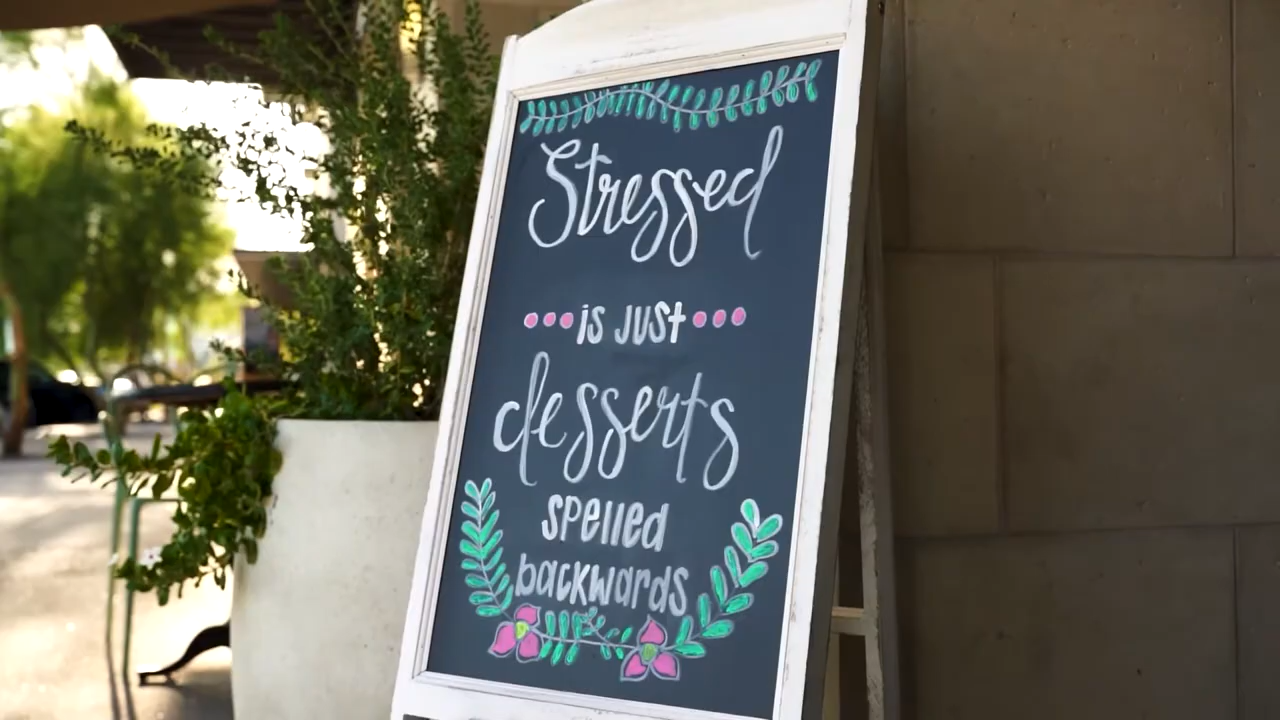 Stressed
is just
desserts
spelled
backwards